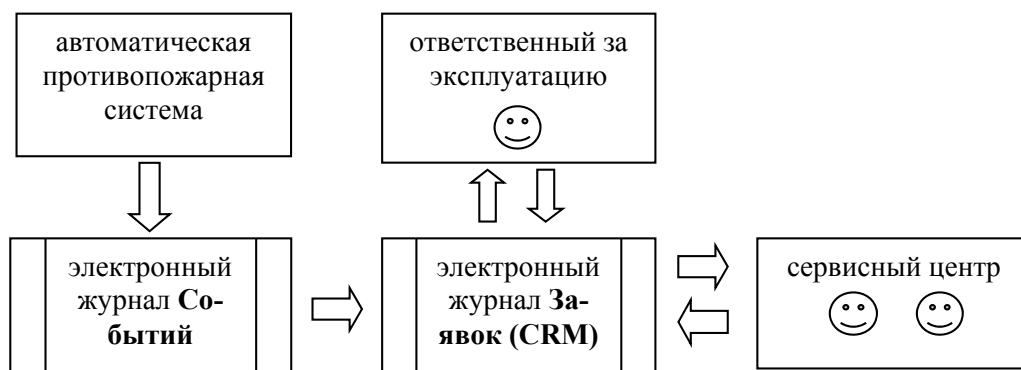 автоматическая
противопожарная
система
ответственный за
эксплуатацию
электронный
журнал Со-
бытий
электронный
журнал За-
явок (CRM)
сервисный центр